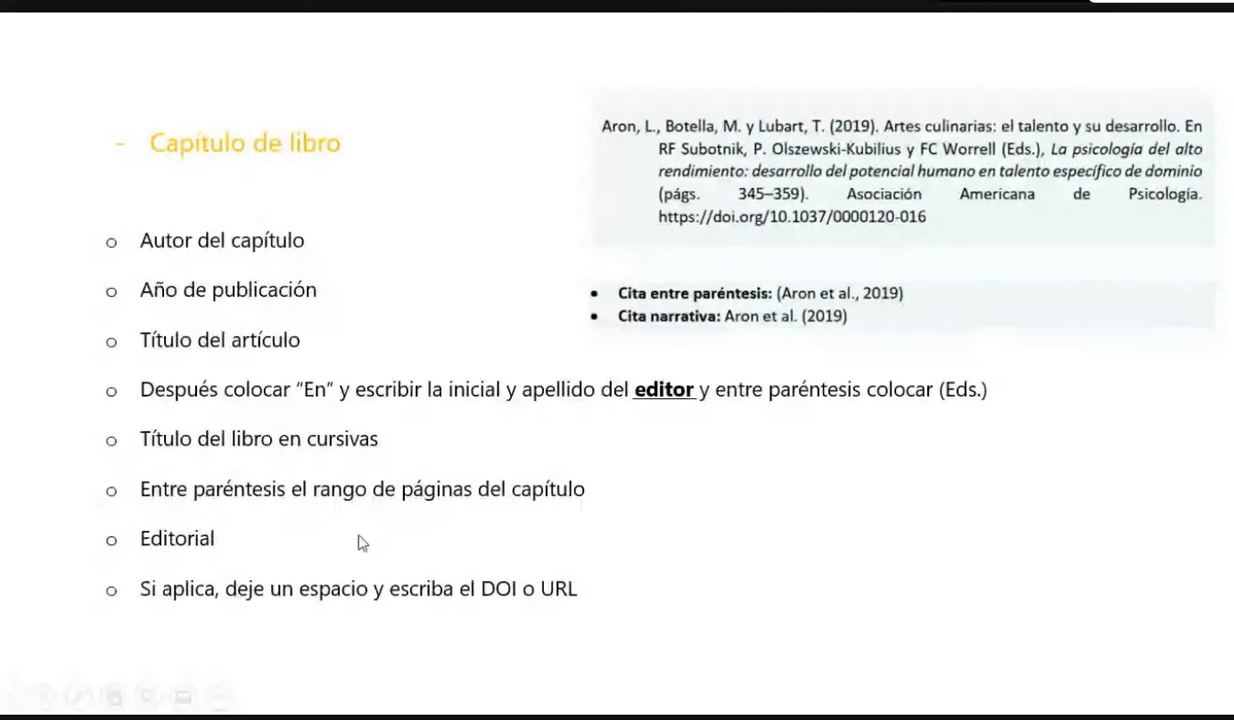 - Capítulo de libro
Aron, L., Botella, M. y Lubart, T. (2019). Artes culinarias: el talento y su desarrollo. En
RF Subotnik, P. Olszewski-Kubilius y FC Worrell (Eds.), La psicología del alto
rendimiento: desarrollo del potencial humano en talento específico de dominio
(págs. 345–359). Asociación Americana de Psicología.
https://doi.org/10.1037/0000120-016
• Cita entre paréntesis: (Aron et al., 2019)
• Cita narrativa: Aron et al. (2019)
o Autor del capítulo
o Año de publicación
o Título del artículo
o Después colocar “En” y escribir la inicial y apellido del editor y entre paréntesis colocar (Eds.)
o Título del libro en cursivas
o Entre paréntesis el rango de páginas del capítulo
o Editorial
o Si aplica, deje un espacio y escriba el DOI o URL